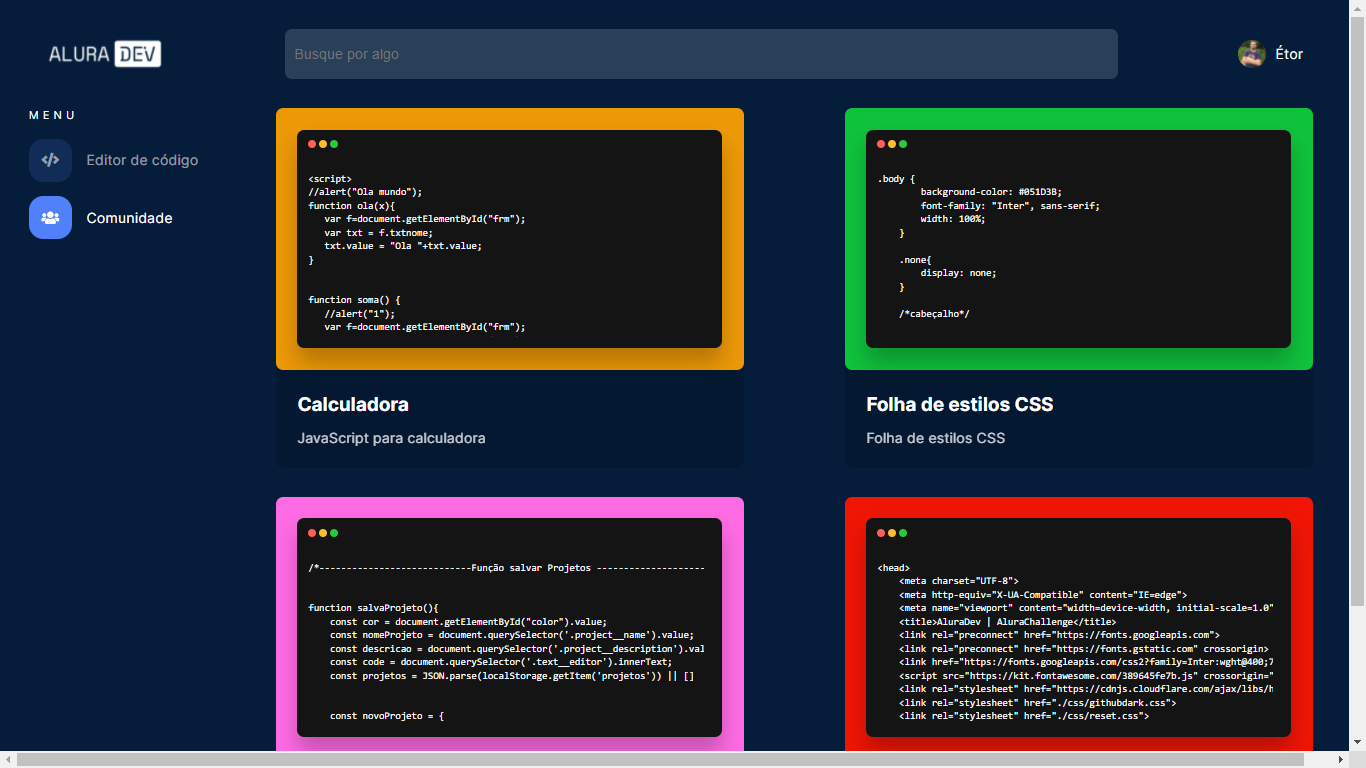 ALURA DEV
Busque por algo
Étor
MENU
Editor de código
Comunidade
<script>
//alert("Ola mundo");
function ola(x){
var f=document.getElementById("frm");
var txt = f.txtnome;
txt.value = "Ola "+txt.value;
}
function soma() {
//alert("1");
var f=document.getElementById("frm");
Calculadora
JavaScript para calculadora
.body {
background-color: #051D3B;
font-family: "Inter", sans-serif;
width: 100%;
}
.none{
display: none;
}
/*cabeçalho*/
Folha de estilos CSS
Folha de estilos CSS
/*----------------------------Função salvar Projetos --------------------
function salvaProjeto(){
const cor = document.getElementById("color").value;
const nomeProjeto = document.querySelector('.project__name').value;
const descricao = document.querySelector('.project__description').val
const code = document.querySelector('.text__editor').innerText;
const projetos = JSON.parse(localStorage.getItem('projetos')) || []
const novoProjeto = {
<head>
<meta charset="UTF-8">
<meta http-equiv="X-UA-Compatible" content="IE=edge">
<meta name="viewport" content="width=device-width, initial-scale=1.0"
<title>AluraDev | AluraChallenge</title>
<link rel="preconnect" href="https://fonts.googleapis.com">
<link rel="preconnect" href="https://fonts.gstatic.com" crossorigin>
<link href="https://fonts.googleapis.com/css2?family=Inter:wght@400;7
<script src="https://kit.fontawesome.com/389645fe7b.js" crossorigin="
<link rel="stylesheet" href="https://cdnjs.cloudflare.com/ajax/libs/h
<link rel="stylesheet" href="./css/githubdark.css">
<link rel="stylesheet" href="./css/reset.css">